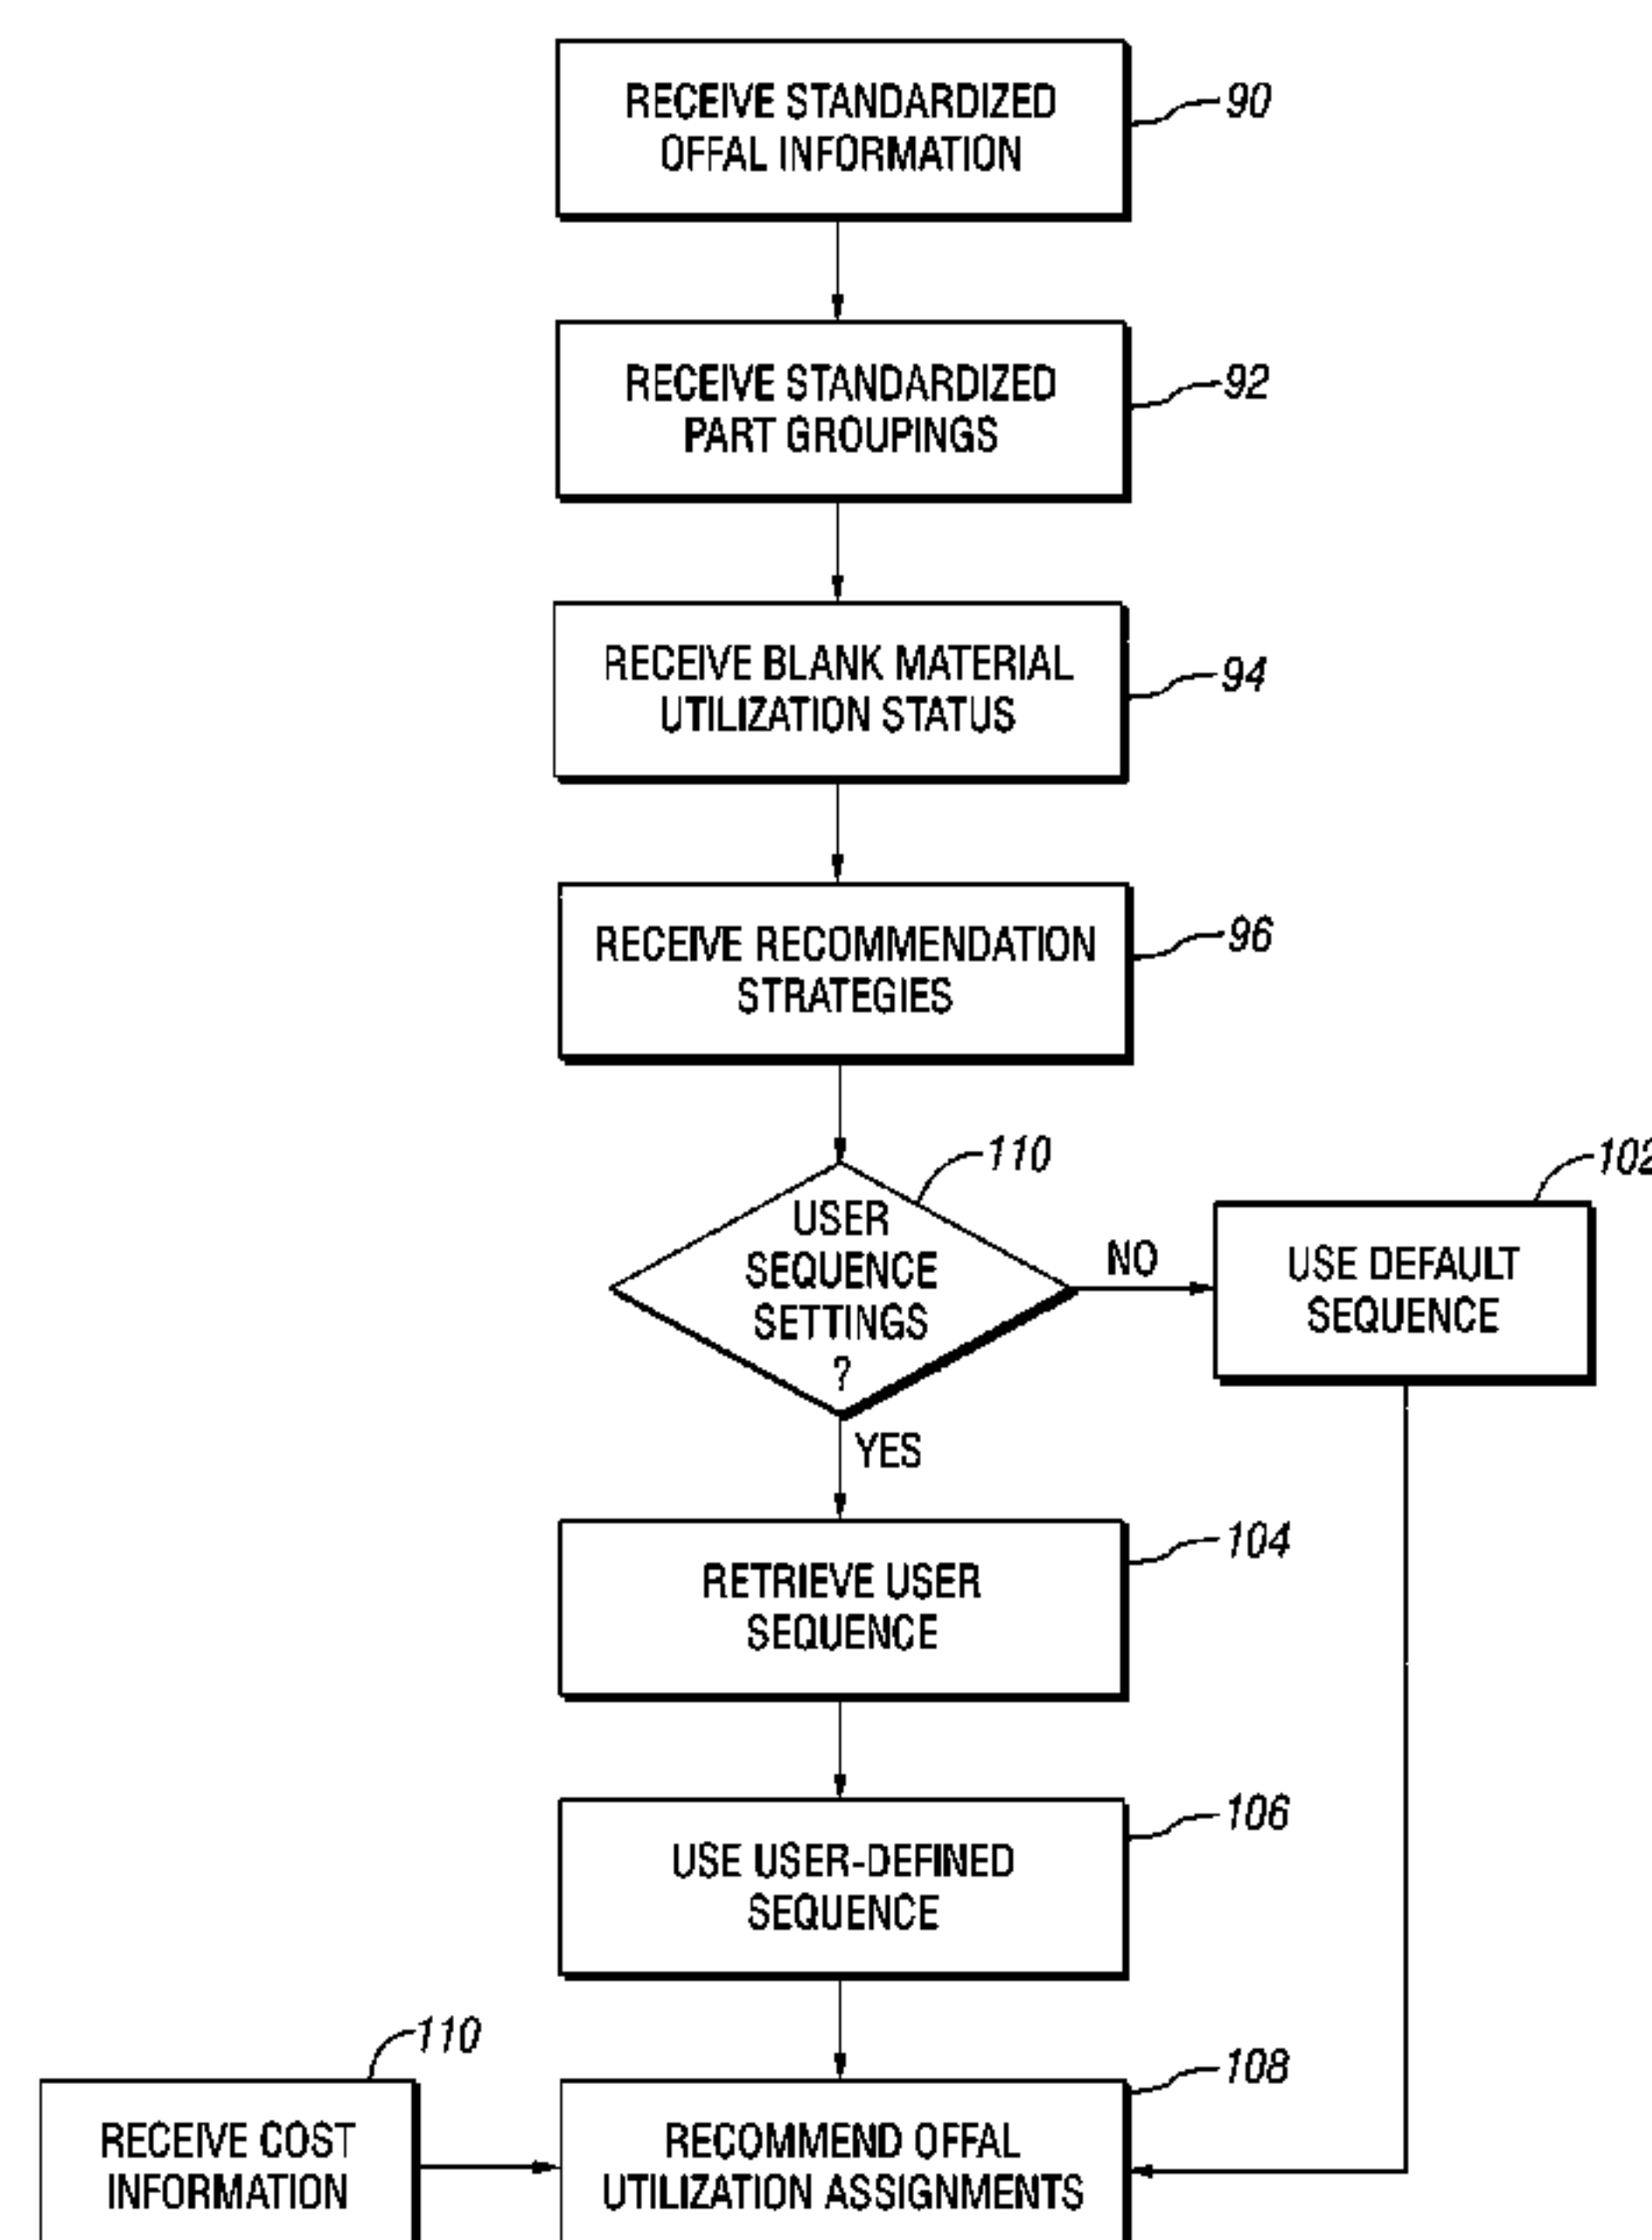 RECEIVE STANDARDIZED
OFFAL INFORMATION
90
RECEIVE STANDARDIZED
PART GROUPINGS
92
RECEIVE BLANK MATERIAL
UTILIZATION STATUS
94
RECEIVE RECOMMENDATION
STRATEGIES
96
110
USER
SEQUENCE
SETTINGS
?
NO
102
USE DEFAULT
SEQUENCE
YES
RETRIEVE USER
SEQUENCE
104
USE USER-DEFINED
SEQUENCE
106
110
RECEIVE COST
INFORMATION
108
RECOMMEND OFFAL
UTILIZATION ASSIGNMENTS